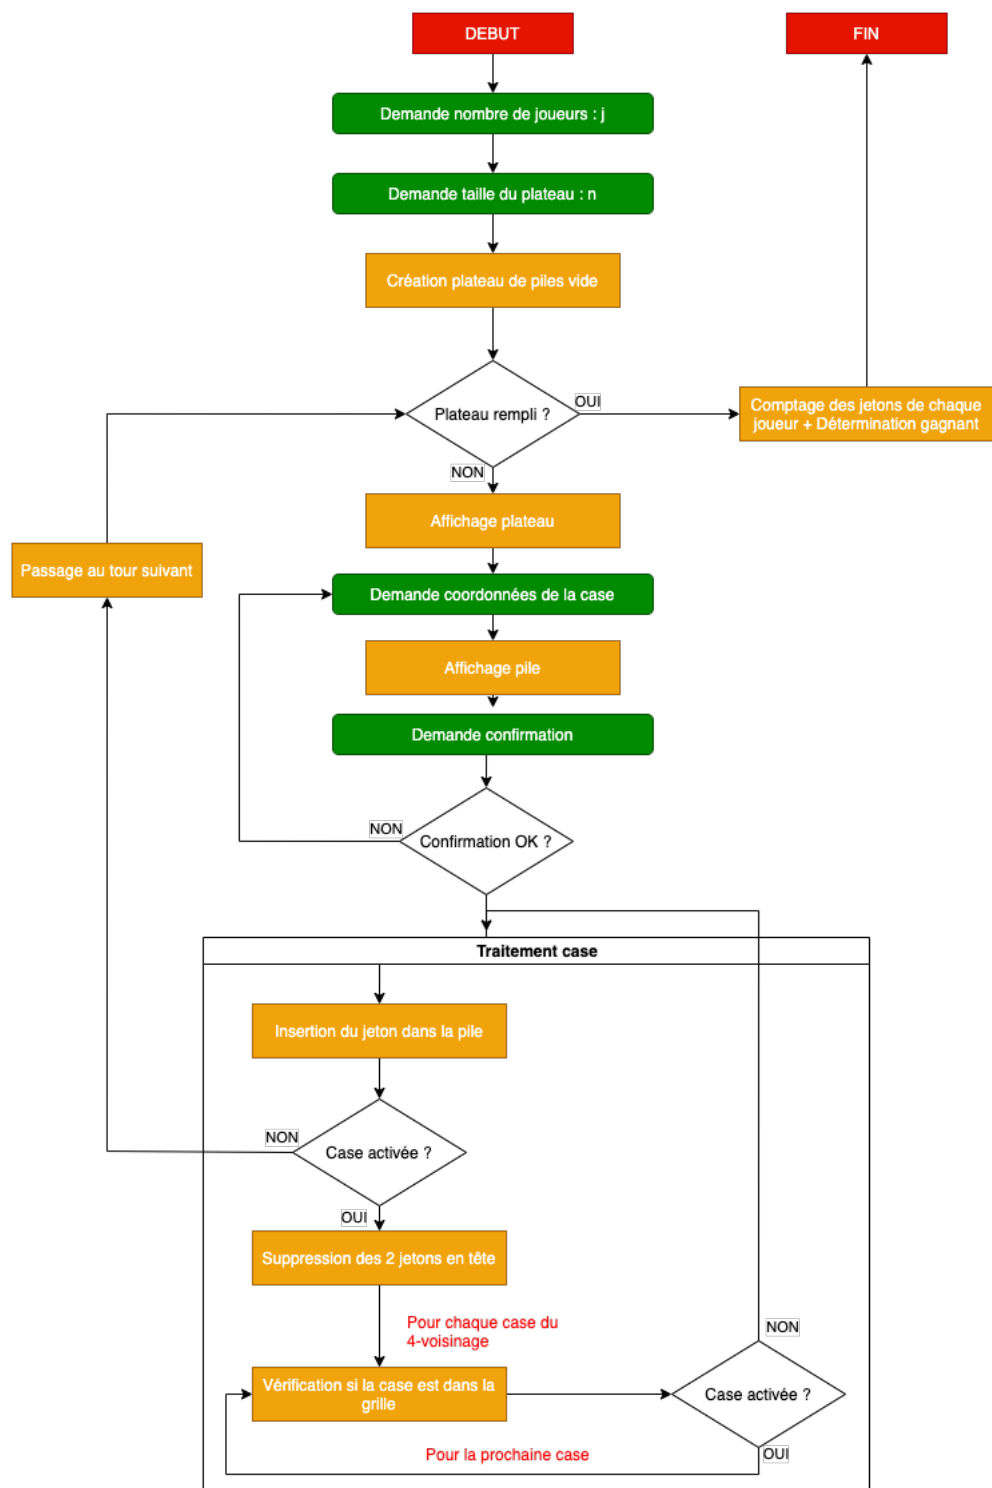 DEBUT
FIN
Demande nombre de joueurs : j
Demande taille du plateau : n
Création plateau de piles vide
Plateau rempli ?
OUI
Comptage des jetons de chaque
joueur + Détermination gagnant
NON
Affichage plateau
Passage au tour suivant
Demande coordonnées de la case
Affichage pile
Demande confirmation
NON
Confirmation OK ?
Traitement case
Insertion du jeton dans la pile
NON
Case activée ?
OUI
Suppression des 2 jetons en tête
Pour chaque case du
4-voisinage
NON
Vérification si la case est dans la
grille
Case activée ?
Pour la prochaine case
OUI